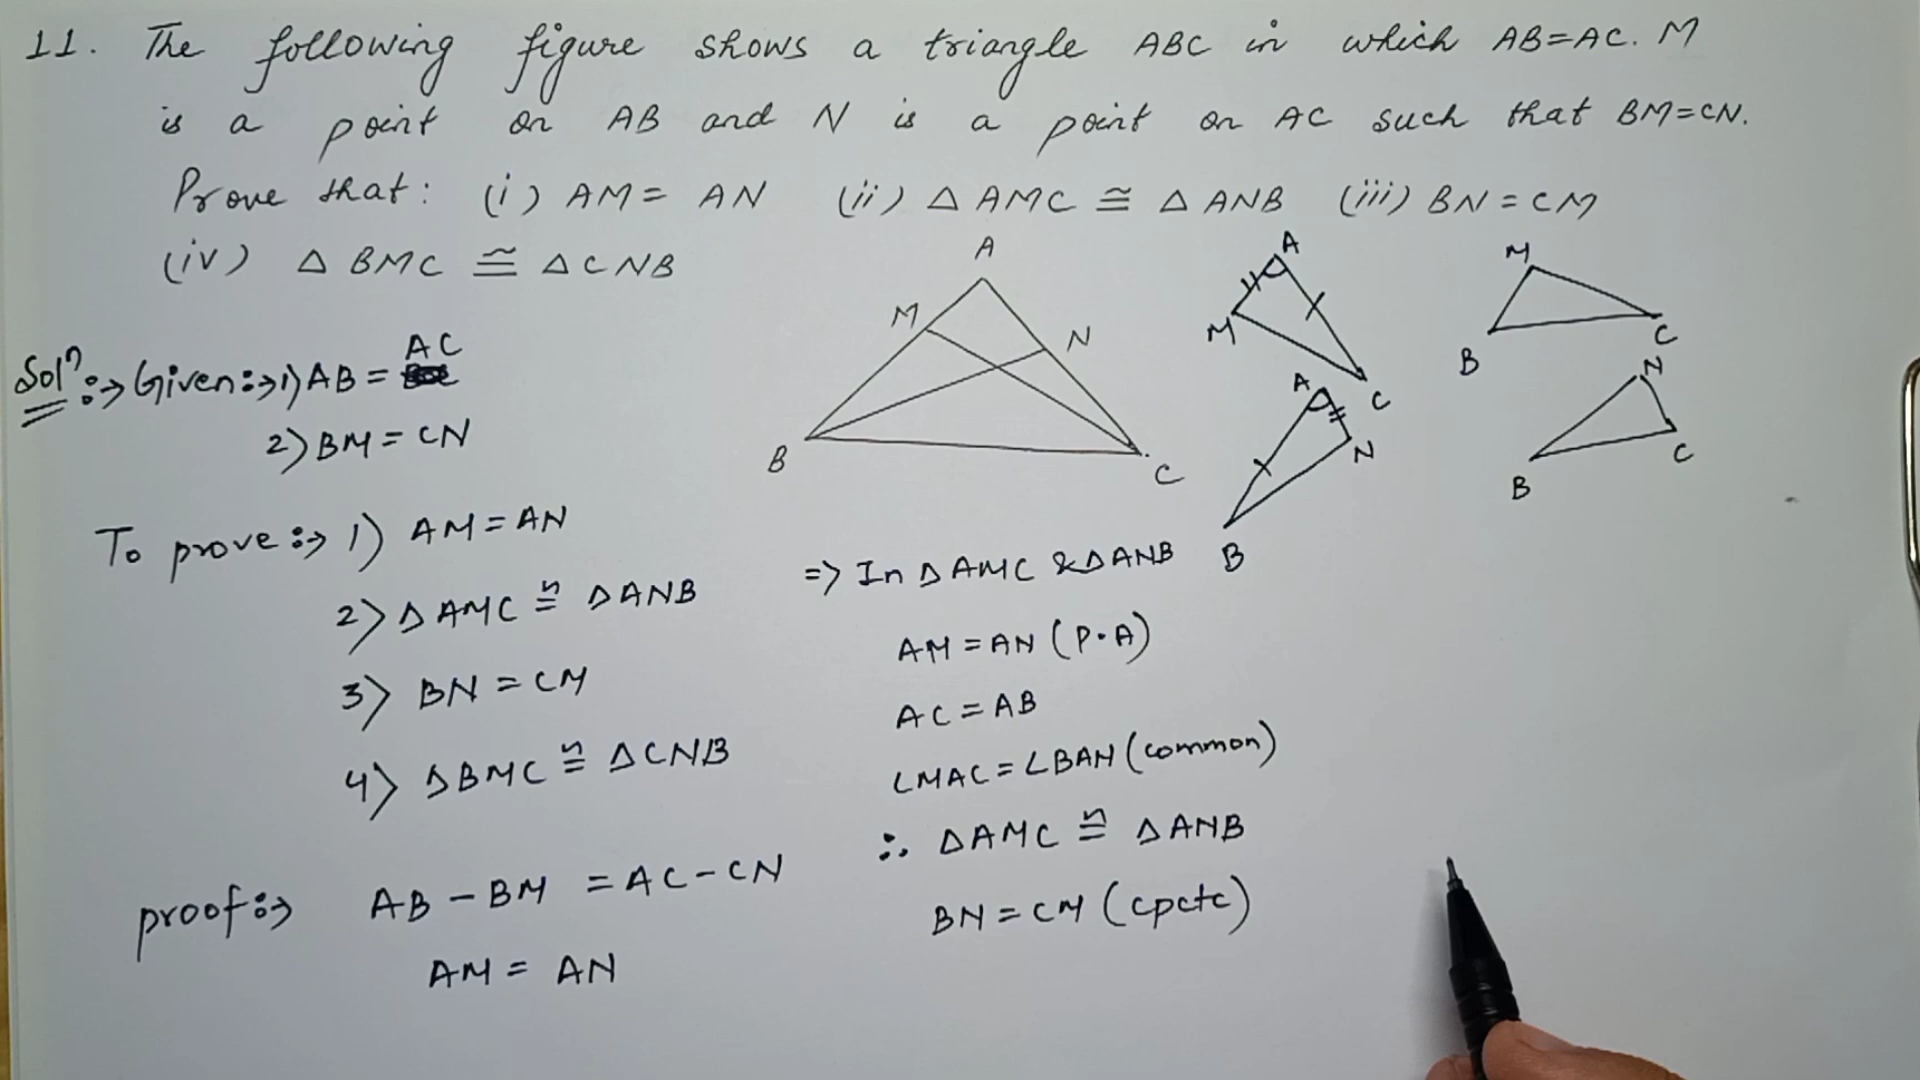 11. The following figure shows a triangle ABC in which AB=AC. M
is a point on AB and N is a point on AC such that BM=CN.
Prove that: (i) AM= AN (ii) △ AMC ≅ △ ANB (iii) BN = CM
(iv) △ BMC ≅ △ CNB
A
M
N
B
C
A
M
C
A
N
B
M
B
C
N
B
C
Solⁿ:→ Given:→ 1) AB = AC
2) BM = CN
To prove:→ 1) AM = AN
2) △ AMC ≅ △ ANB
3) BN = CM
4) △BMC ≅ △CNB
proof:→ AB - BM = AC - CN
AM = AN
=> In △ AMC & △ ANB
AM = AN (P.A)
AC = AB
∠MAC = ∠BAN (common)
∴ △AMC ≅ △ANB
BN = CM (cpctc)